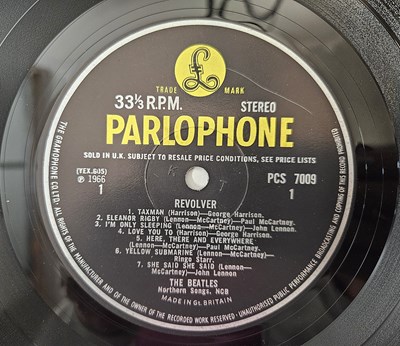 £
TRADE MARK
33⅓ R.P.M. STEREO
PARLOPHONE
SOLD IN U.K. SUBJECT TO RESALE PRICE CONDITIONS, SEE PRICE LISTS
(YEX.605)
℗ 1966
1
PCS 7009
1
REVOLVER
1. TAXMAN (Harrison)—George Harrison.
2. ELEANOR RIGBY (Lennon-McCartney)—Paul McCartney.
3. I'M ONLY SLEEPING (Lennon-McCartney)—John Lennon.
4. LOVE YOU TO (Harrison)—George Harrison.
5. HERE, THERE AND EVERYWHERE
(Lennon-McCartney)—Paul McCartney.
6. YELLOW SUBMARINE (Lennon-McCartney)—
Ringo Starr.
7. SHE SAID SHE SAID (Lennon-
McCartney)—John Lennon
THE BEATLES
Northern Songs, NCB
MADE IN GT. BRITAIN
THE GRAMOPHONE CO. LTD. ALL RIGHTS OF THE MANUFACTURER AND OF THE OWNER OF THE RECORDED WORK RESERVED UNAUTHORISED PUBLIC PERFORMANCE BROADCASTING AND COPYING OF THIS RECORD PROHIBITED